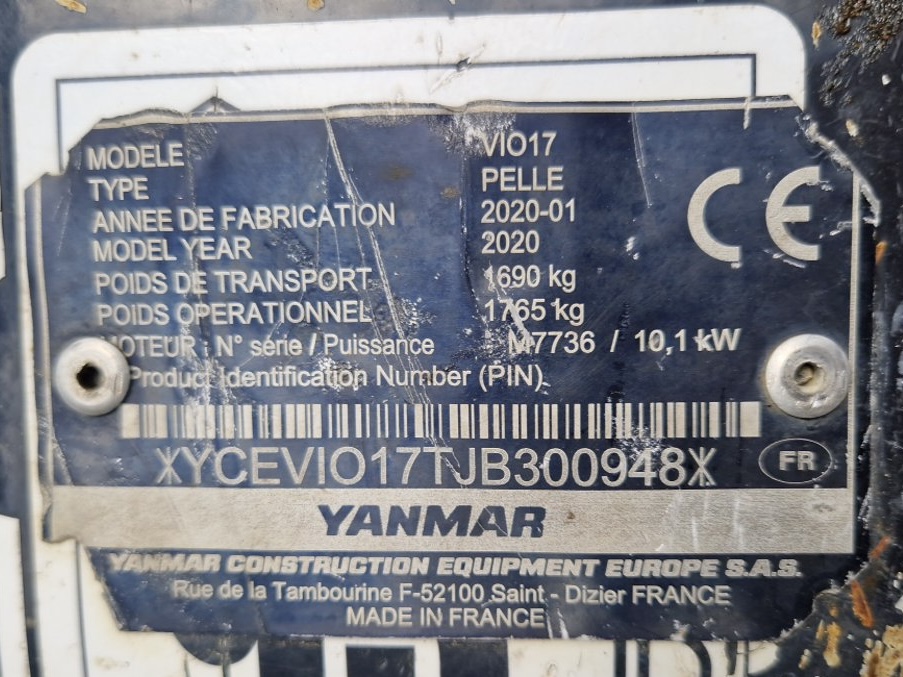 MODELE VIO17
TYPE PELLE
ANNEE DE FABRICATION 2020-01
MODEL YEAR 2020
POIDS DE TRANSPORT 1690 kg
POIDS OPERATIONNEL 1765 kg
MOTEUR : N° série / Puissance M7736 / 10,1 kW
Product Identification Number (PIN)
XYCEVIO17TJB300948X
CE
FR
YANMAR
YANMAR CONSTRUCTION EQUIPMENT EUROPE S.A.S.
Rue de la Tambourine F-52100 Saint - Dizier FRANCE
MADE IN FRANCE